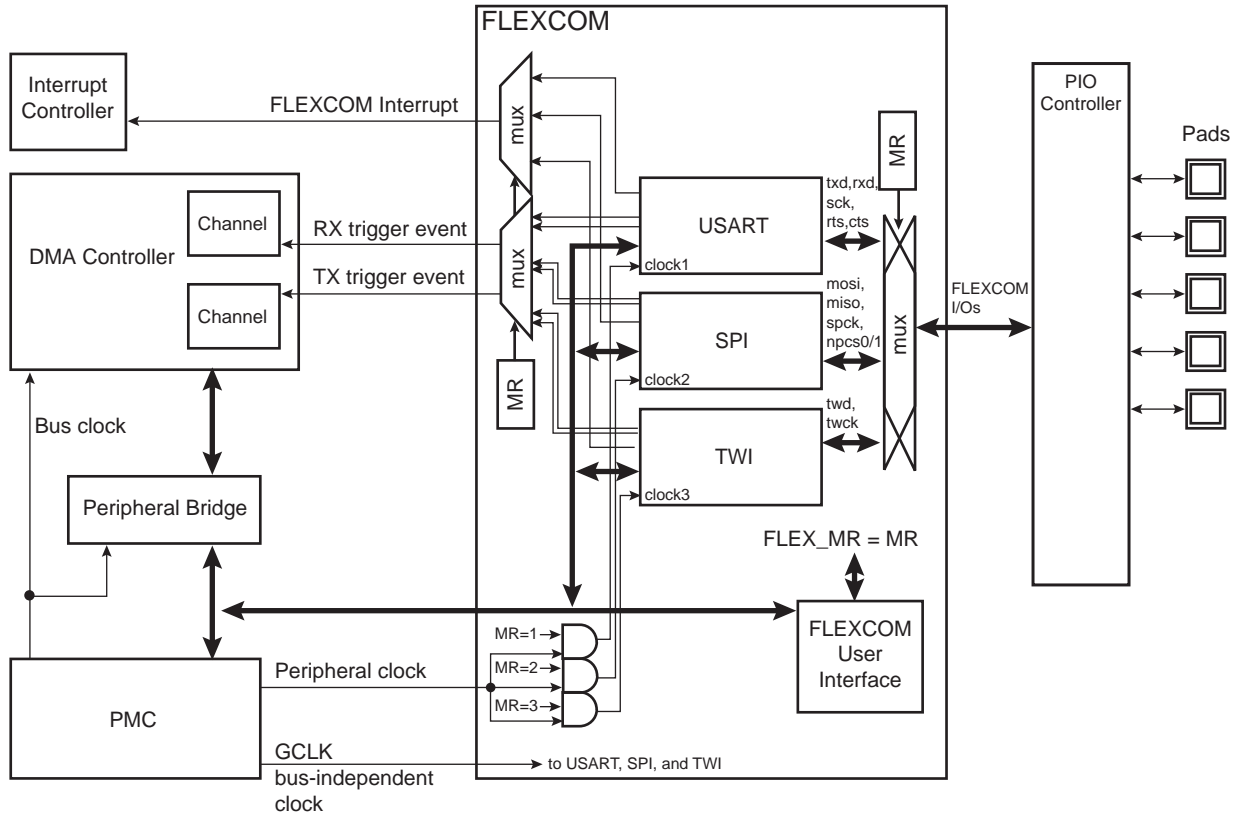 FLEXCOM
Interrupt
Controller
FLEXCOM Interrupt
mux
MR
PIO
Controller
Pads
DMA Controller
Channel
Channel
RX trigger event
TX trigger event
mux
MR
USART
clock1
txd,rxd,
sck,
rts,cts
SPI
clock2
mosi,
miso,
spck,
npcs0/1
mux
FLEXCOM
I/Os
TWI
clock3
twd,
twck
Bus clock
Peripheral Bridge
FLEX_MR = MR
FLEXCOM
User
Interface
MR=1
MR=2
MR=3
Peripheral clock
PMC
GCLK
bus-independent
clock
to USART, SPI, and TWI